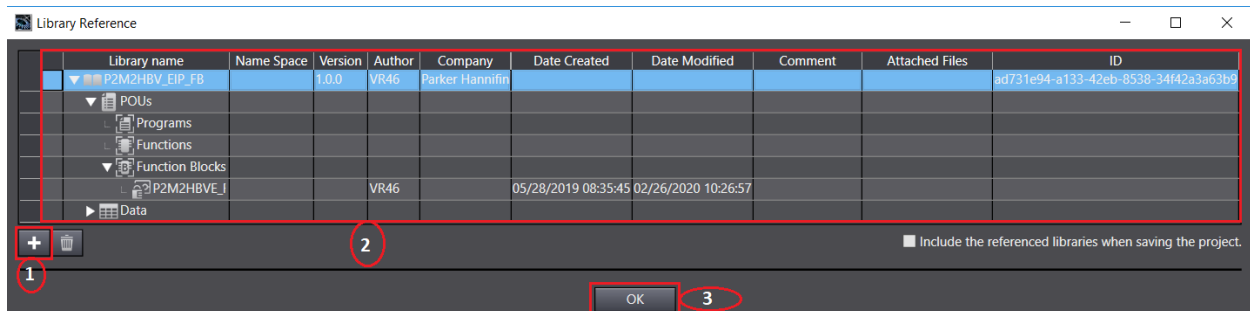 Library Reference
Library name Name Space Version Author Company Date Created Date Modified Comment Attached Files ID
P2M2HBV_EIP_FB 1.0.0 VR46 Parker Hannifin ad731e94-a133-42eb-8538-34f42a3a63b9
POUs
Programs
Functions
Function Blocks
P2M2HBVE_I VR46 05/28/2019 08:35:45 02/26/2020 10:26:57
Data
+ 2 Include the referenced libraries when saving the project.
1
OK 3